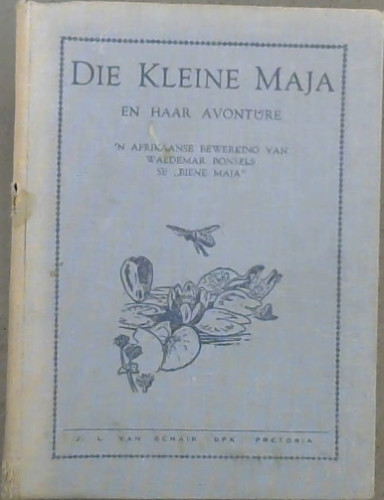 DIE KLEINE MAJA
EN HAAR AVONTURE
'N AFRIKAANSE BEWERKING VAN
WALDEMAR BONSELS
SE „BIENE MAJA"
J. L. VAN SCHAIK BPK PRETORIA